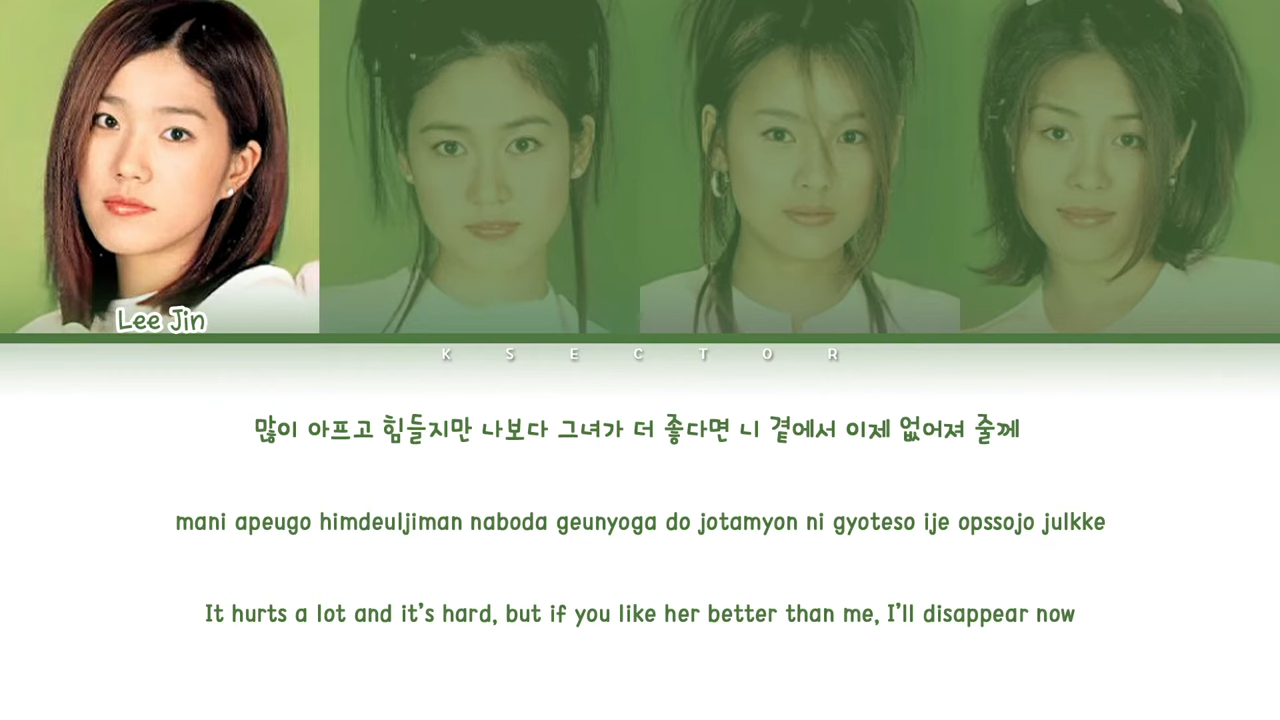 Lee Jin
K S E C T O R
많이 아프고 힘들지만 나보다 그녀가 더 좋다면 니 곁에서 이제 없어져 줄께
mani apeugo himdeuljiman naboda geunyoga do jotamyon ni gyoteso ije opssojo julkke
It hurts a lot and it's hard, but if you like her better than me, I'll disappear now